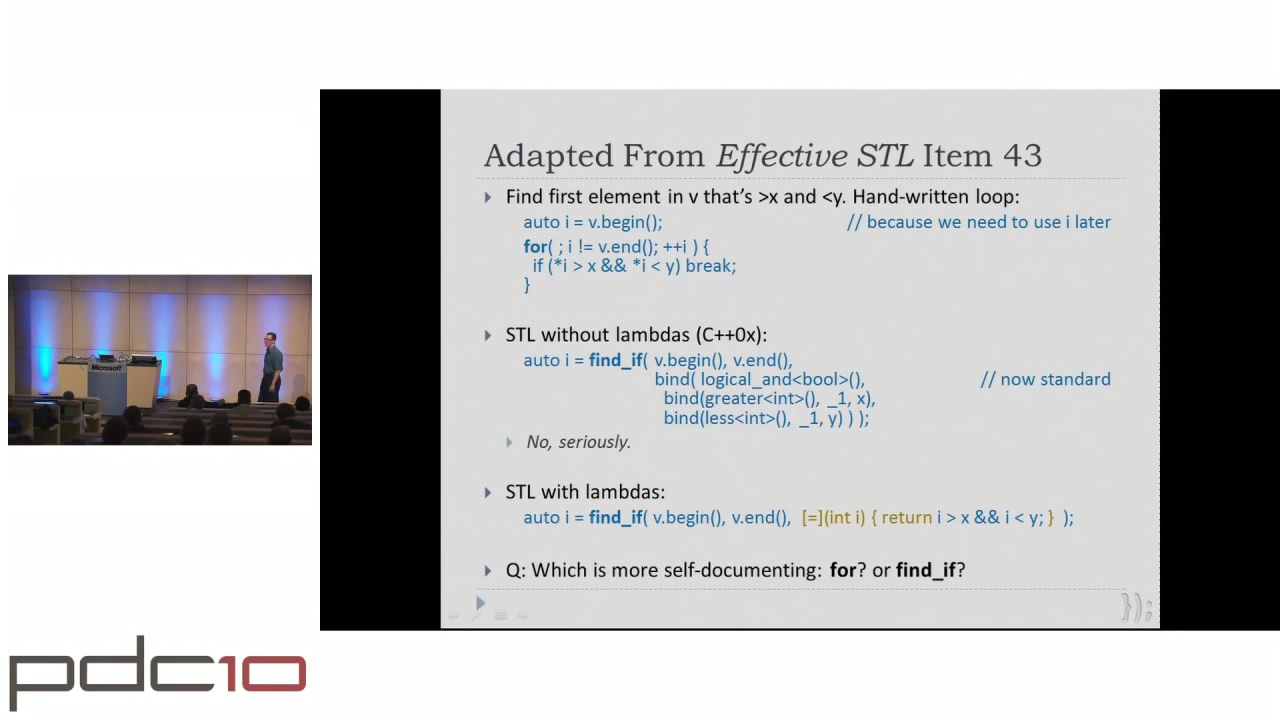 Adapted From Effective STL Item 43
Find first element in v that's >x and <y. Hand-written loop:
auto i = v.begin(); // because we need to use i later
for( ; i != v.end(); ++i ) {
if (*i > x && *i < y) break;
}
STL without lambdas (C++0x):
auto i = find_if( v.begin(), v.end(),
bind( logical_and<bool>(), // now standard
bind(greater<int>(), _1, x),
bind(less<int>(), _1, y) ) );
No, seriously.
STL with lambdas:
auto i = find_if( v.begin(), v.end(), [=](int i) { return i > x && i < y; } );
Q: Which is more self-documenting: for? or find_if?
});
Microsoft
pdc10